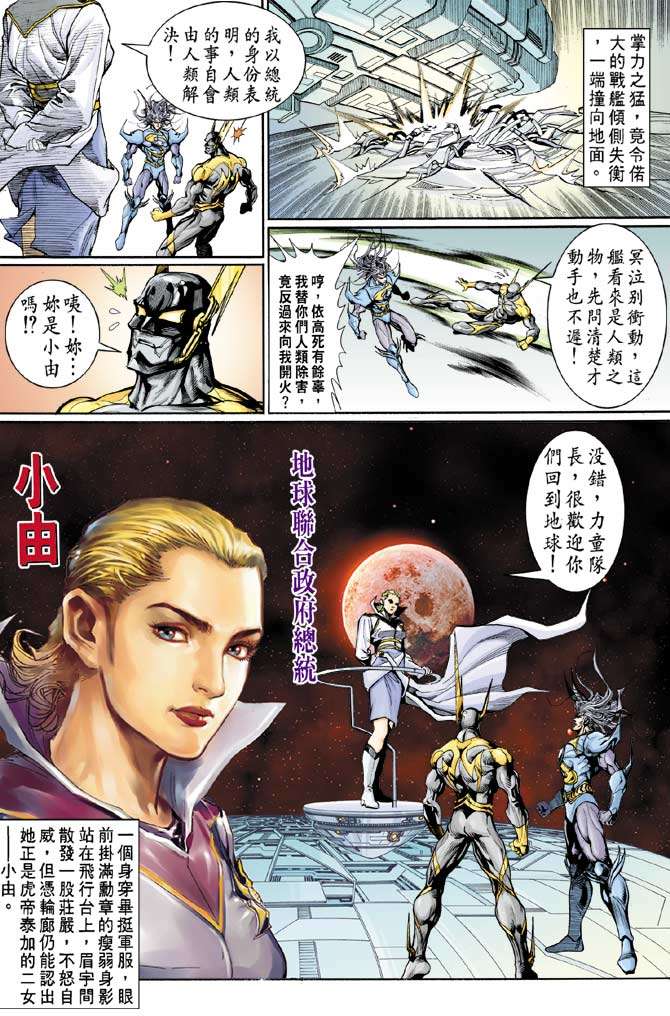 掌力之猛，竟令偌
大的戰艦傾側失衡
，一端撞向地面。
我以總統
的身份表
明，人類
的事自會
由人類解
決！
冥泣別衝動，這
艦看來是人類之
物，先問清楚才
動手也不遲！
哼，依高死有餘辜，
我替你們人類除害，
竟反過來向我開火？
咦！妳…
妳是小由
嗎!?
没錯，力童隊
長，很歡迎你
們回到地球！
地球聯合政府總統
小由
一個身穿畢挺軍服，眼
前掛滿勳章的瘦弱身影
站在飛行台上，眉宇間
散發一股莊嚴，不怒自
威，但憑輪廊仍能認出
她正是虎帝泰加的二女
——小由。